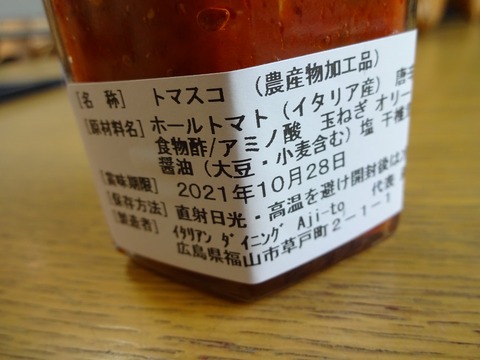 [名　称]　トマスコ　(農産物加工品)
[原材料名] ホールトマト (イタリア産) 唐
食物酢/アミノ酸　玉ねぎ オリー
醤油 (大豆・小麦含む) 塩 干椎
[賞味期限]　2021年10月28日
[保存方法] 直射日光・高温を避け開封後は
[製造者]　ｲﾀﾘｱﾝ ﾀﾞｲﾆﾝｸﾞ Aji-to　代表
広島県福山市草戸町2-1-1